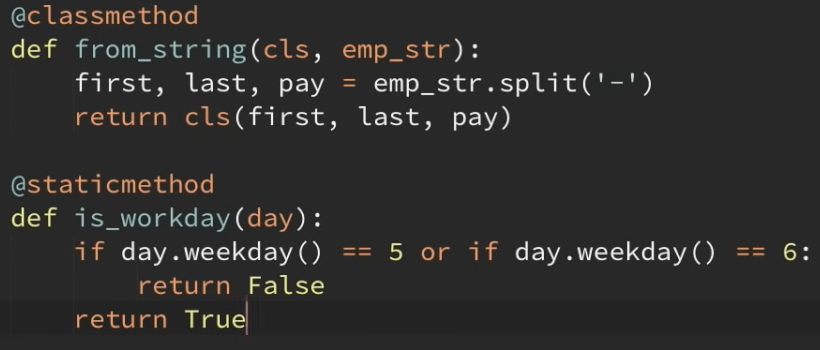 @classmethod
def from_string(cls, emp_str):
    first, last, pay = emp_str.split('-')
    return cls(first, last, pay)

@staticmethod
def is_workday(day):
    if day.weekday() == 5 or if day.weekday() == 6:
        return False
    return True